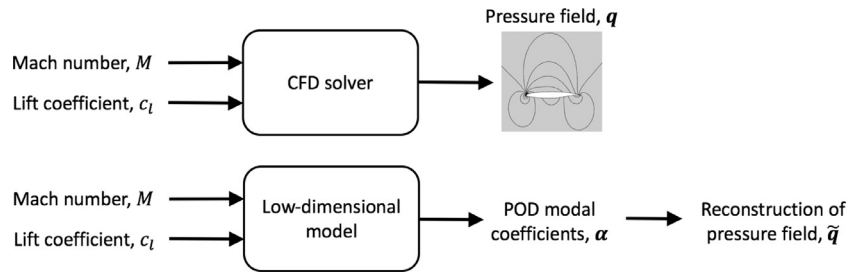 Pressure field, q
Mach number, M
CFD solver
Lift coefficient, c_l
Mach number, M
Low-dimensional
model
Lift coefficient, c_l
POD modal
coefficients, α
Reconstruction of
pressure field, q̃